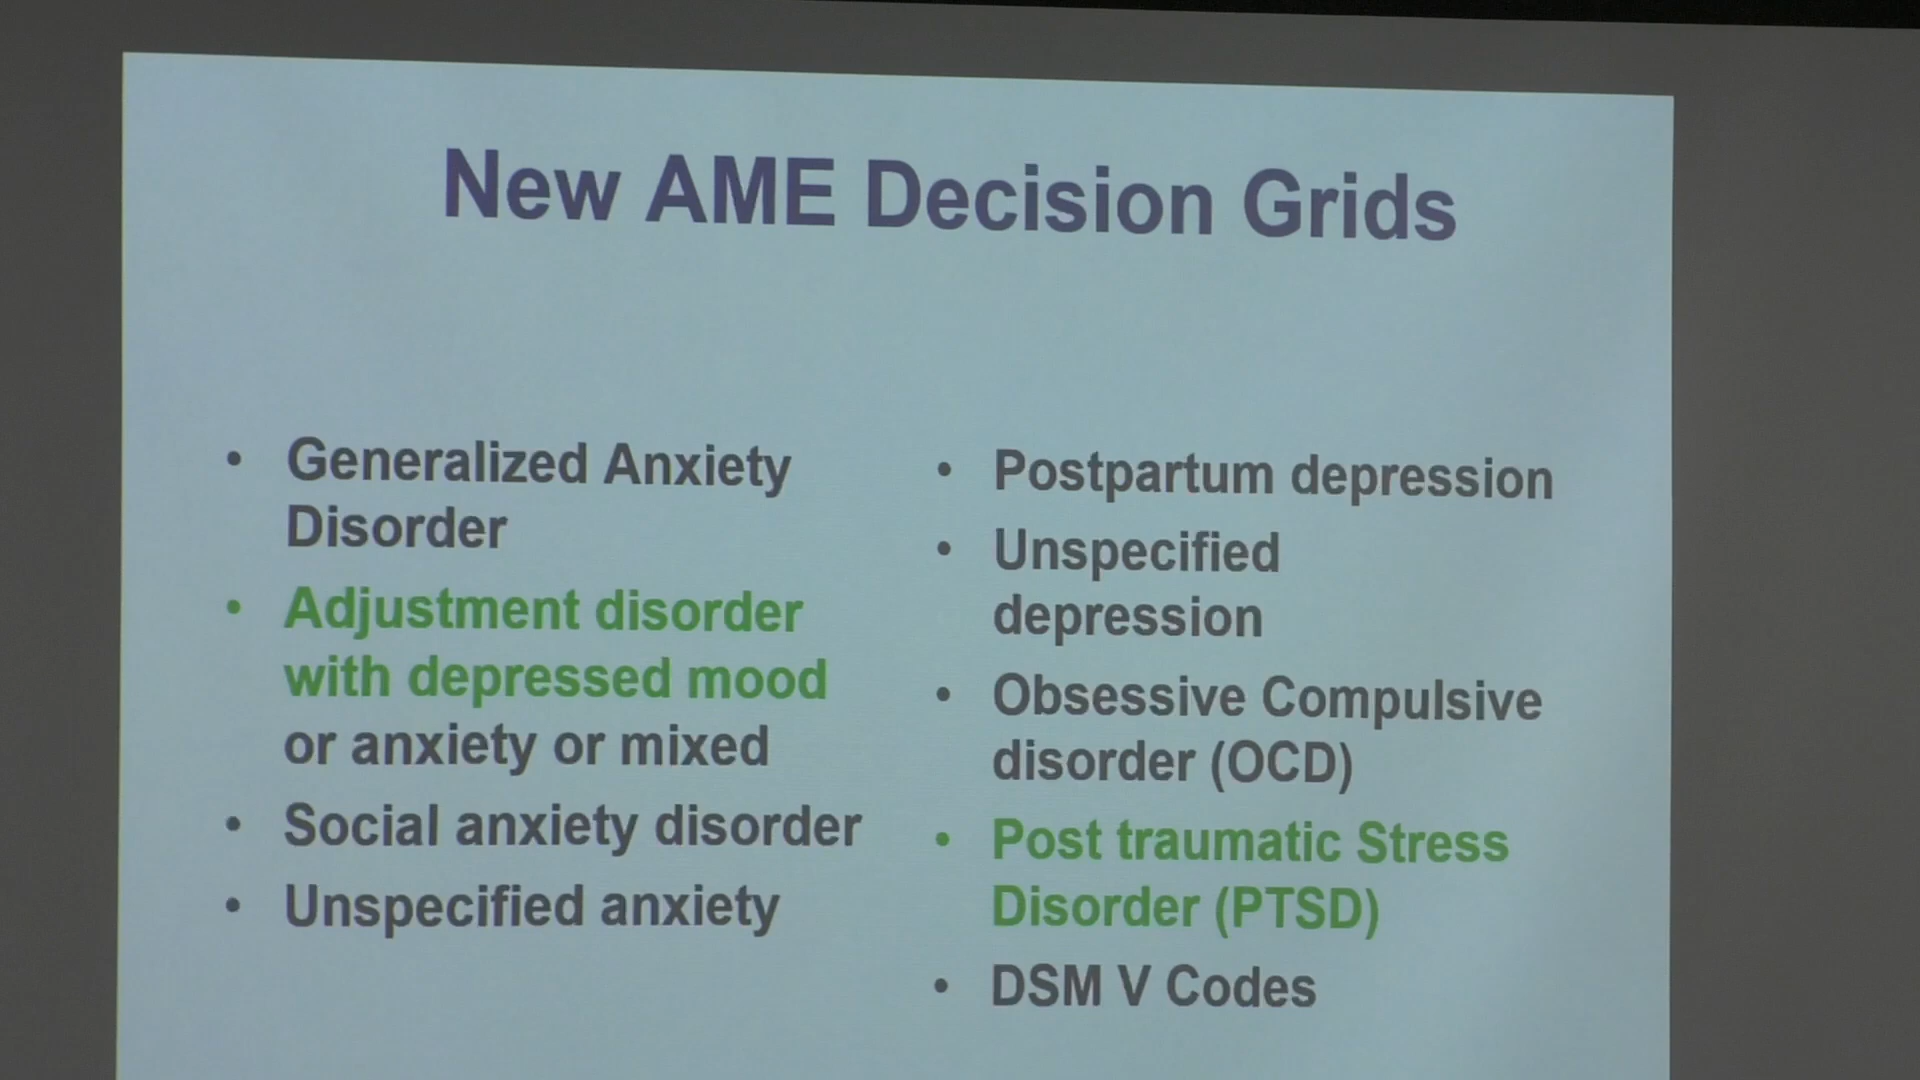 New AME Decision Grids
• Generalized Anxiety
Disorder
• Adjustment disorder
with depressed mood
or anxiety or mixed
• Social anxiety disorder
• Unspecified anxiety
• Postpartum depression
• Unspecified
depression
• Obsessive Compulsive
disorder (OCD)
• Post traumatic Stress
Disorder (PTSD)
• DSM V Codes